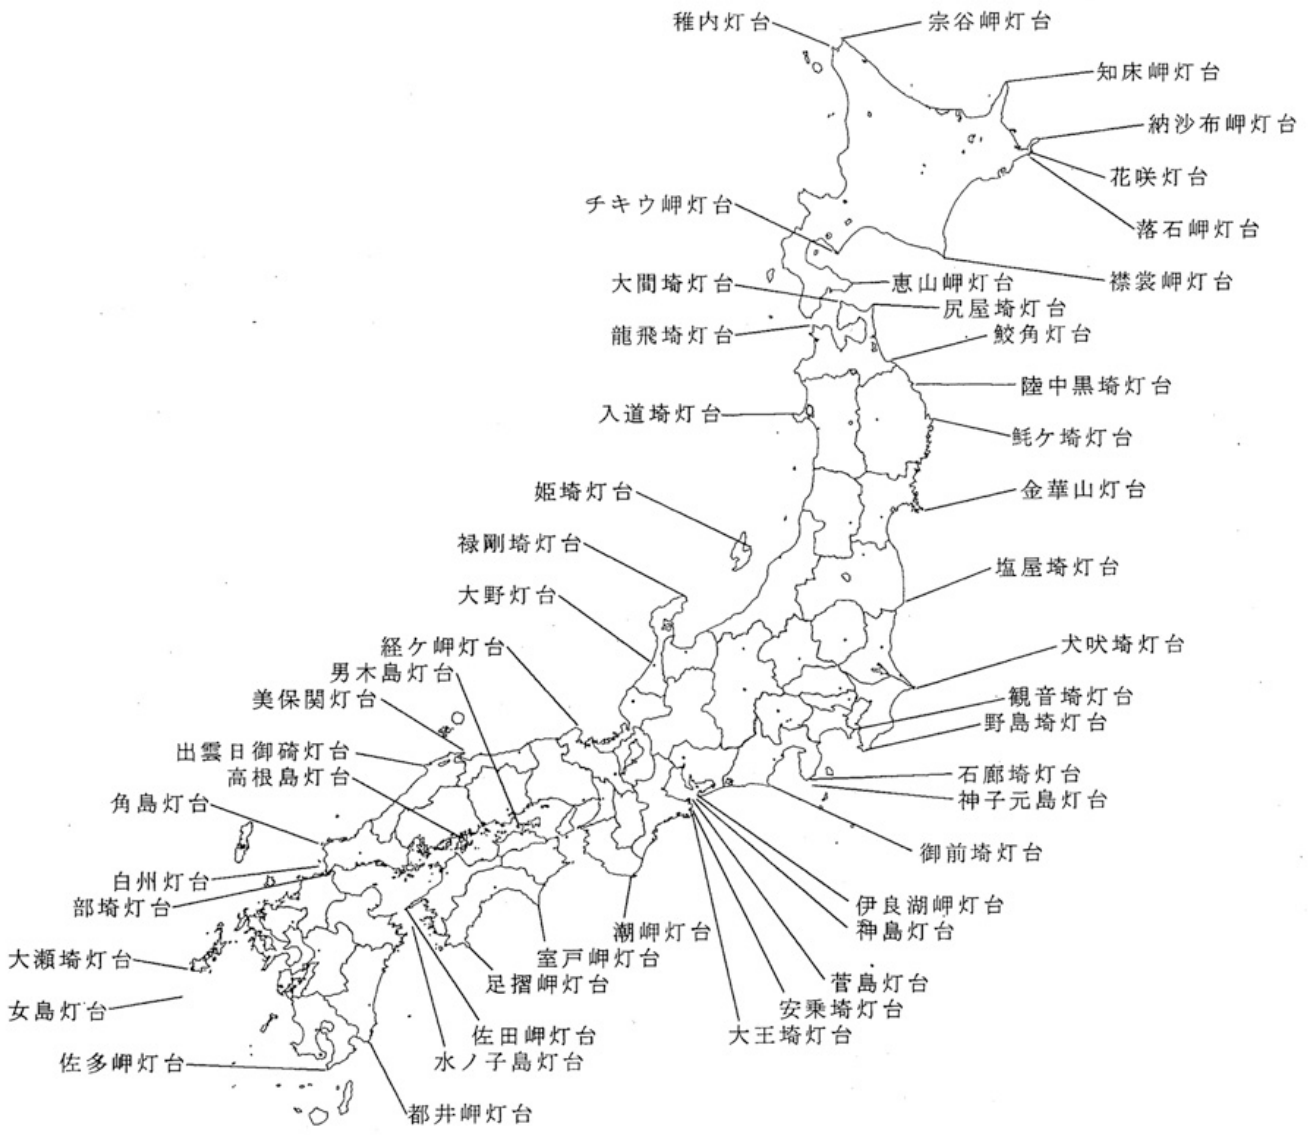 稚内灯台
宗谷岬灯台
知床岬灯台
納沙布岬灯台
花咲灯台
チキウ岬灯台
落石岬灯台
大間埼灯台
恵山岬灯台
襟裳岬灯台
尻屋埼灯台
龍飛埼灯台
鮫角灯台
陸中黒埼灯台
入道埼灯台
魹ケ埼灯台
姫埼灯台
金華山灯台
禄剛埼灯台
塩屋埼灯台
大野灯台
経ケ岬灯台
犬吠埼灯台
男木島灯台
美保関灯台
観音埼灯台
野島埼灯台
出雲日御碕灯台
高根島灯台
石廊埼灯台
角島灯台
神子元島灯台
御前埼灯台
白州灯台
部埼灯台
伊良湖岬灯台
潮岬灯台
神島灯台
大瀬埼灯台
室戸岬灯台
足摺岬灯台
菅島灯台
女島灯台
安乗埼灯台
佐田岬灯台
大王埼灯台
佐多岬灯台
水ノ子島灯台
都井岬灯台